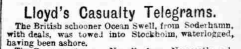 Lloyd's Casualty Telegrams.
The British schooner Ocean Swell, from Soderhamn,
with deals, was towed into Stockholm, waterlogged,
having been ashore.